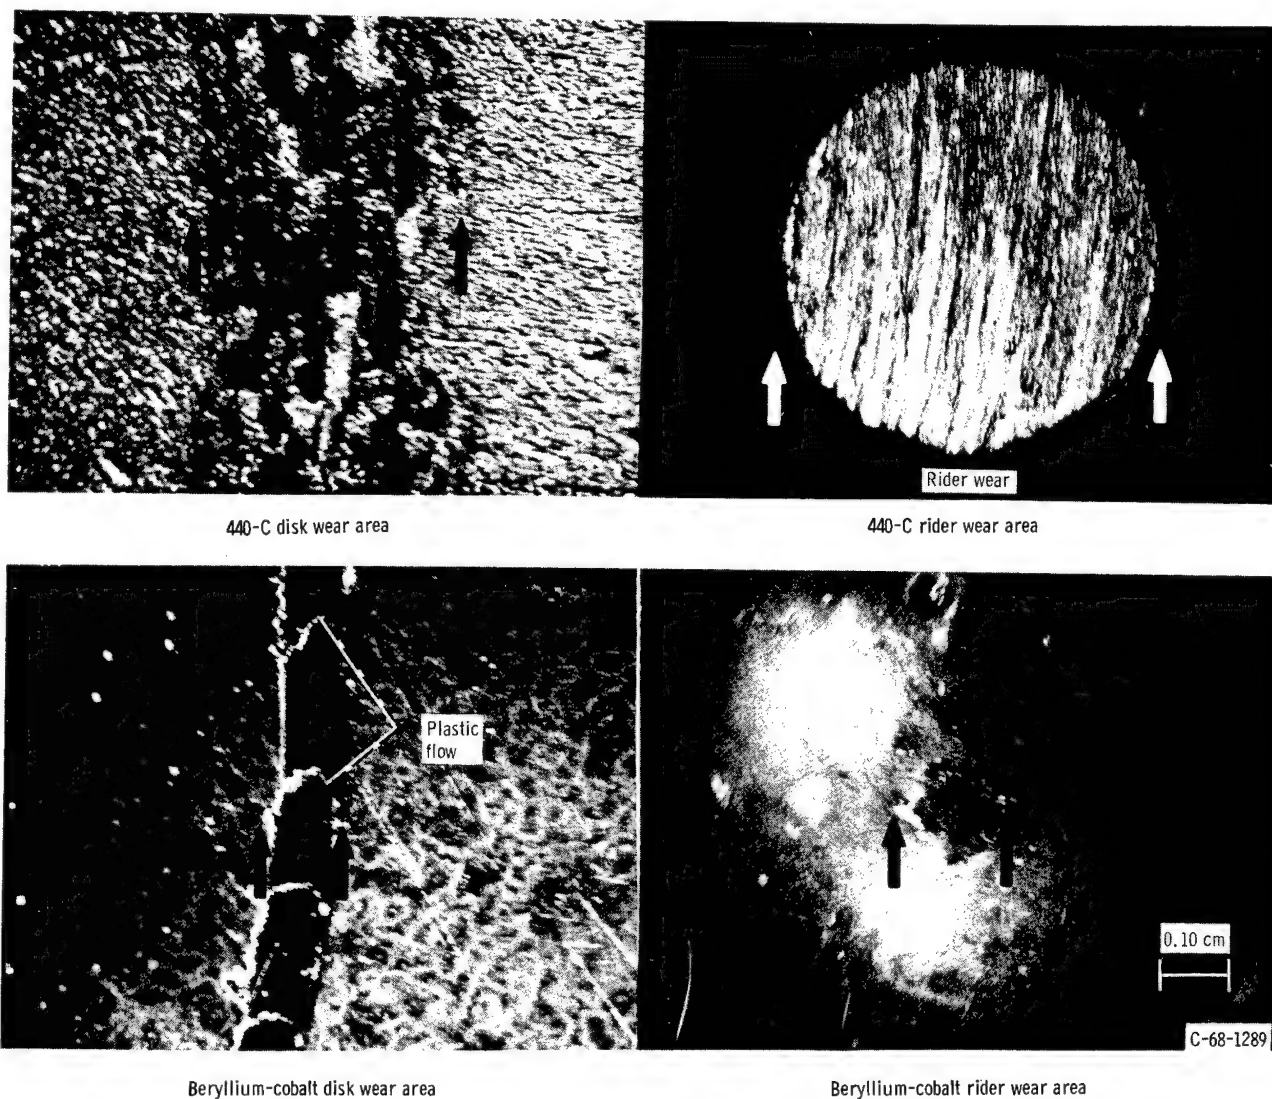 Rider wear
440-C disk wear area
440-C rider wear area
Plastic
flow
0.10 cm
C-68-1289
Beryllium-cobalt disk wear area
Beryllium-cobalt rider wear area